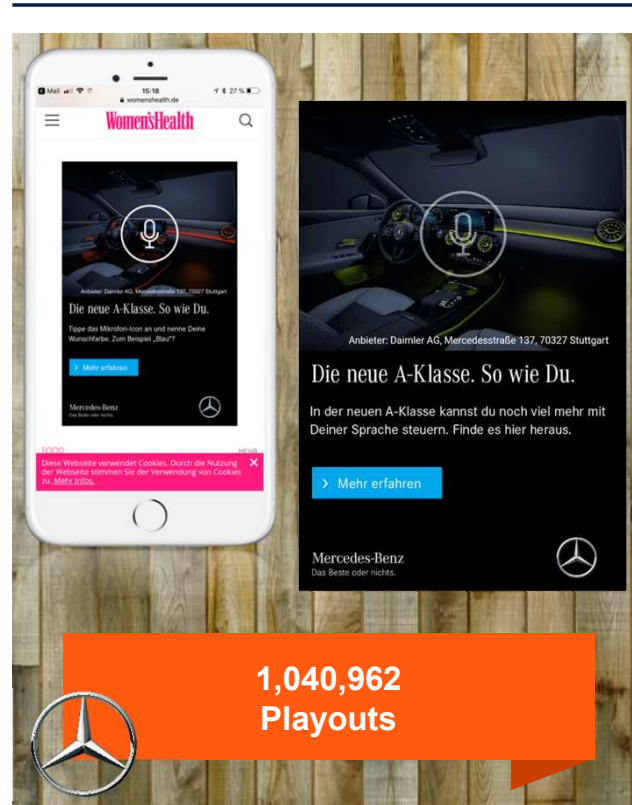 Mail
15:18
27 %
womenshealth.de
Women'sHealth
Anbieter: Daimler AG, Mercedesstraße 137, 70327 Stuttgart
Die neue A-Klasse. So wie Du.
Tippe das Mikrofon-Icon an und nenne Deine
Wunschfarbe. Zum Beispiel „Blau“?
> Mehr erfahren
Mercedes-Benz
Das Beste oder nichts.
FOOD
MEHR
Diese Webseite verwendet Cookies. Durch die Nutzung
der Webseite stimmen Sie der Verwendung von Cookies
zu. Mehr Infos.
Anbieter: Daimler AG, Mercedesstraße 137, 70327 Stuttgart
Die neue A-Klasse. So wie Du.
In der neuen A-Klasse kannst du noch viel mehr mit
Deiner Sprache steuern. Finde es hier heraus.
> Mehr erfahren
Mercedes-Benz
Das Beste oder nichts.
1,040,962
Playouts